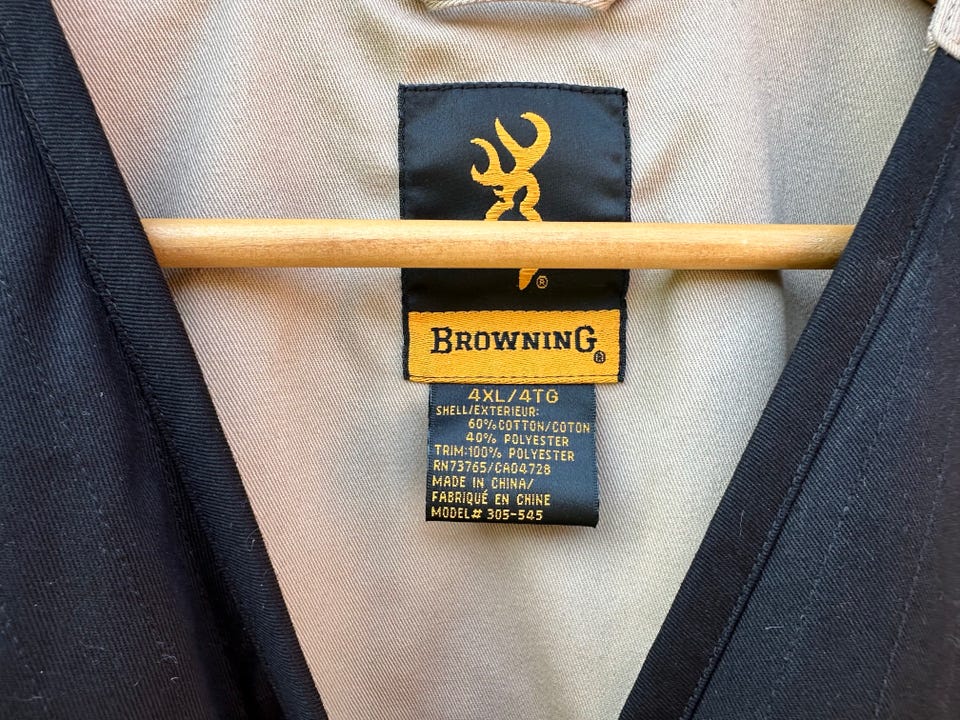 ®
BROWNING®
4XL/4TG
SHELL/EXTERIEUR:
60% COTTON/COTON
40% POLYESTER
TRIM:100% POLYESTER
RN73765/CA04728
MADE IN CHINA/
FABRIQUÉ EN CHINE
MODEL# 305-545